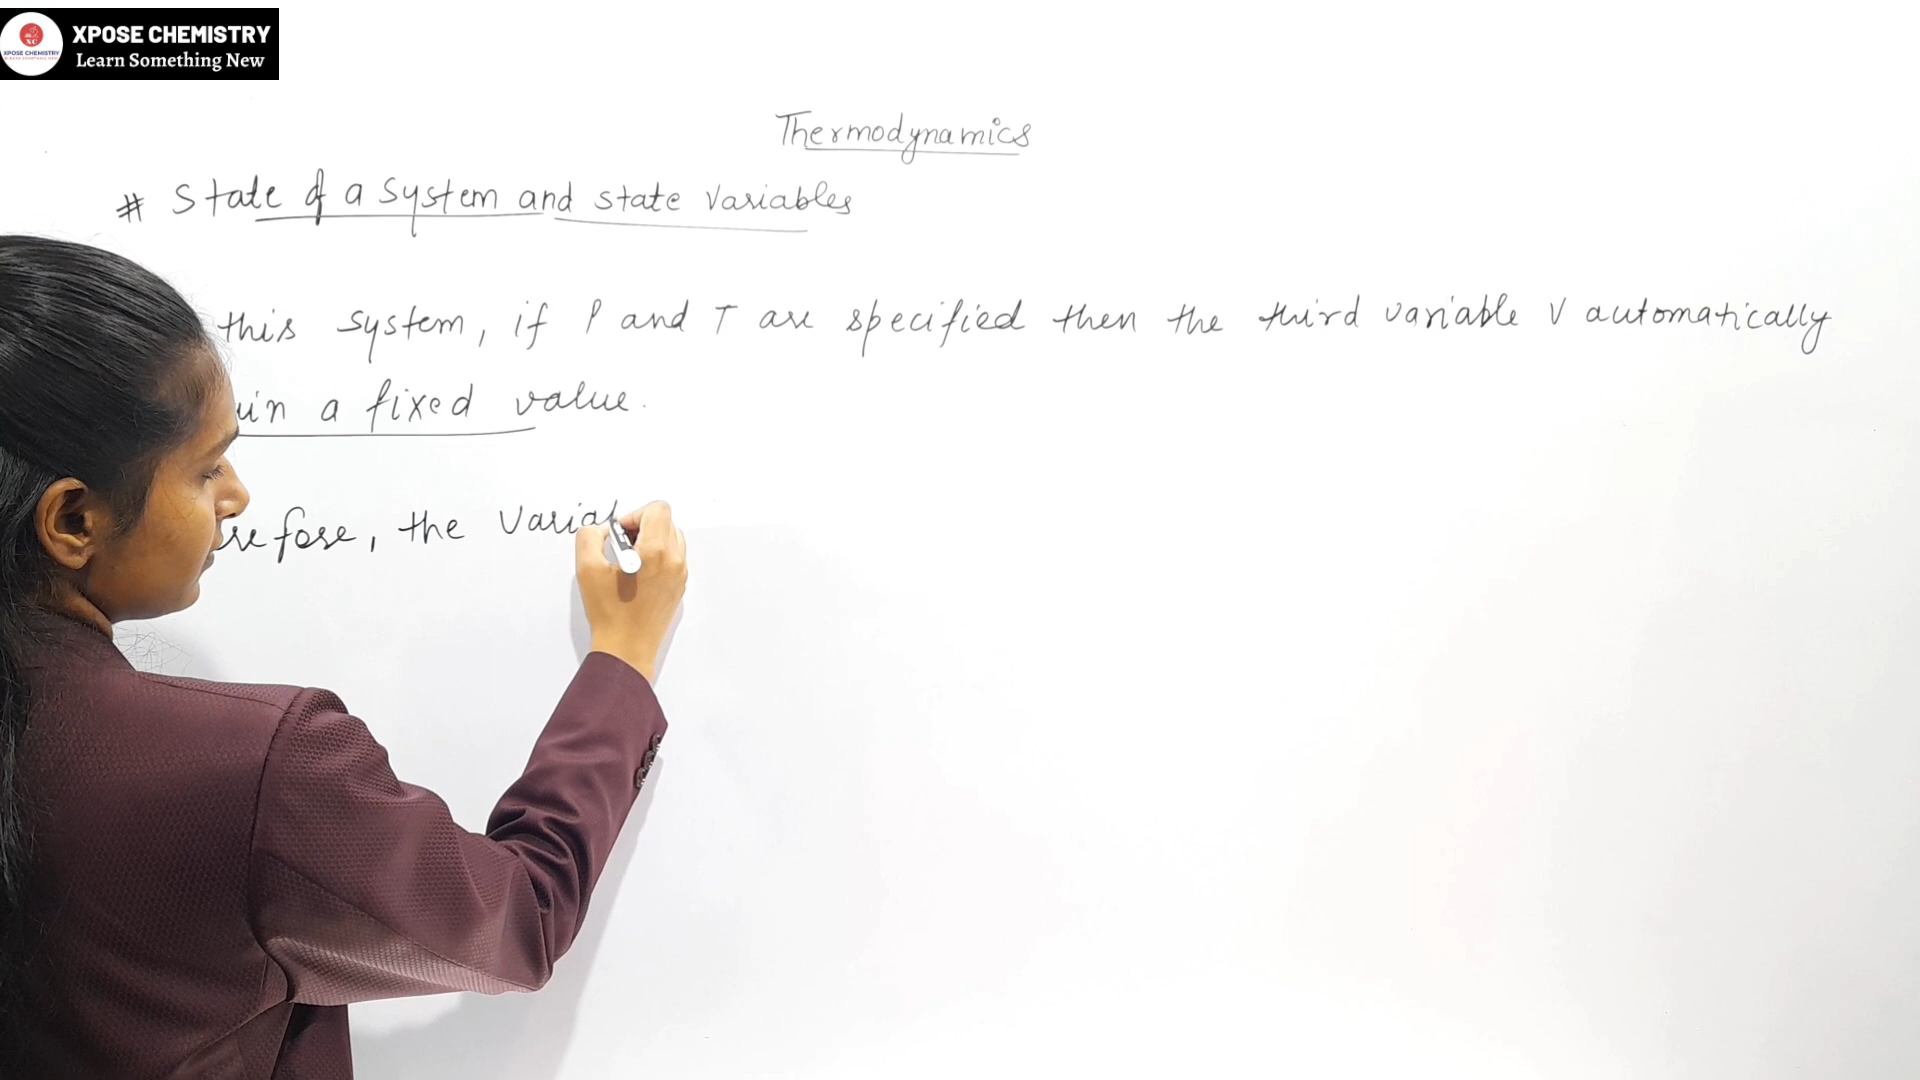 XPOSE CHEMISTRY
Learn Something New
Thermodynamics
# State of a System and state Variables
this system, if P and T are specified then the third variable V automatically
a fixed value.
, the